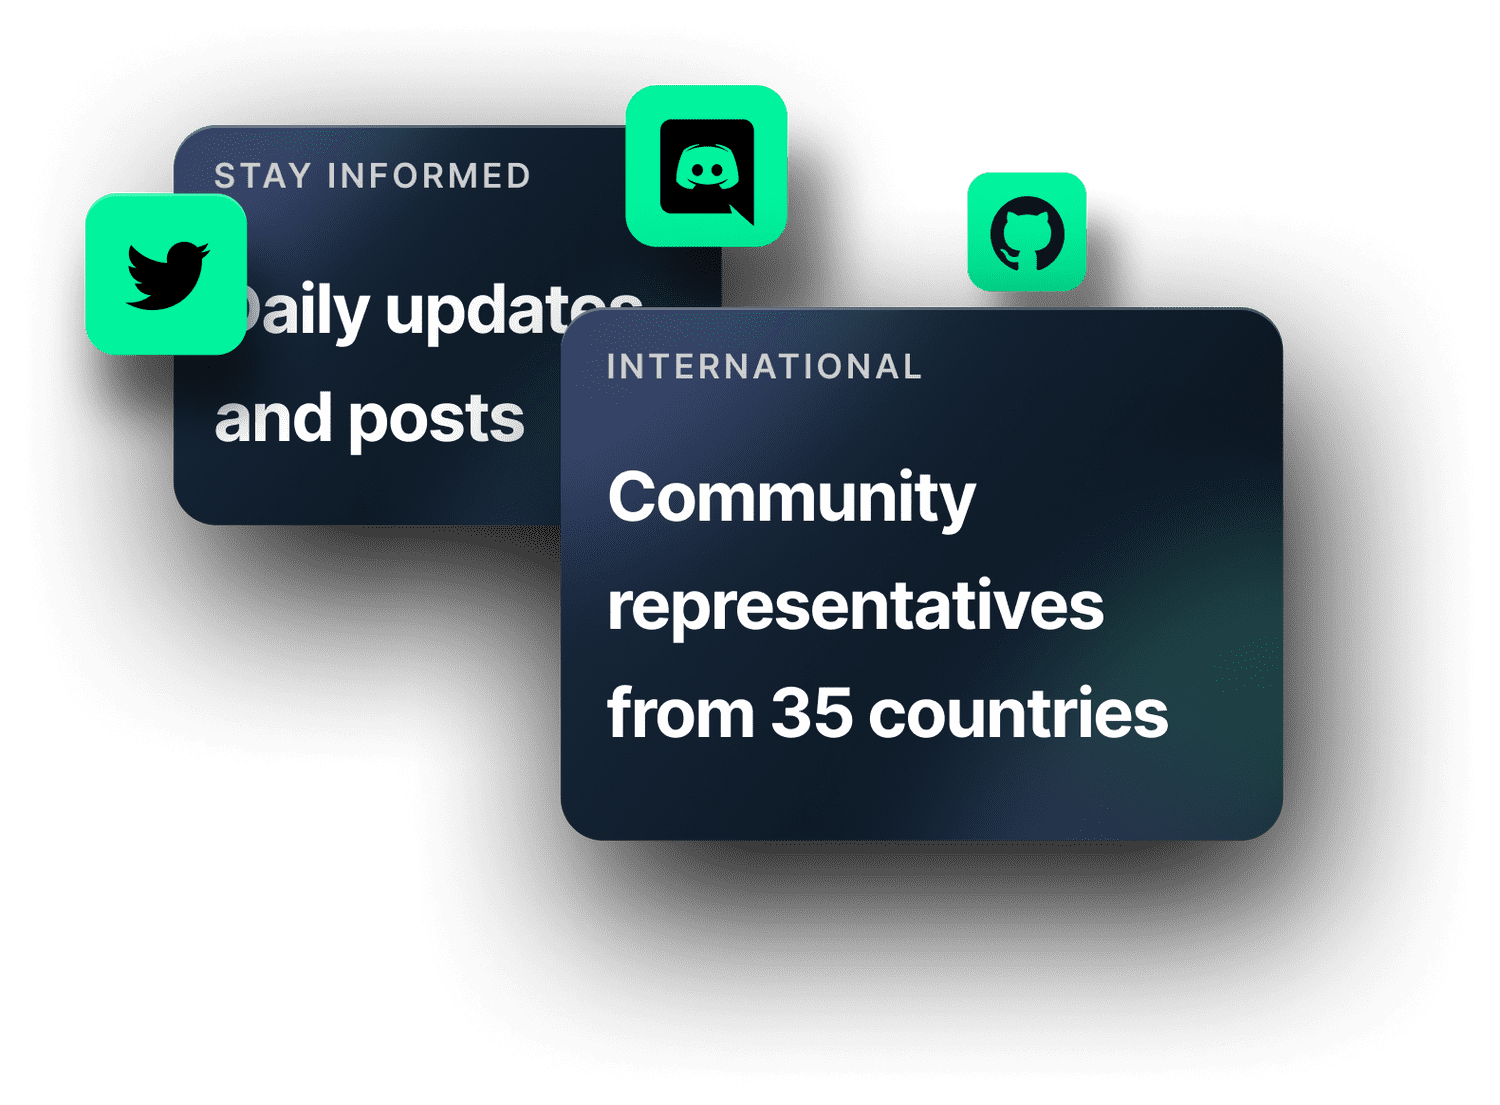 STAY INFORMED
Daily updates
and posts
INTERNATIONAL
Community
representatives
from 35 countries